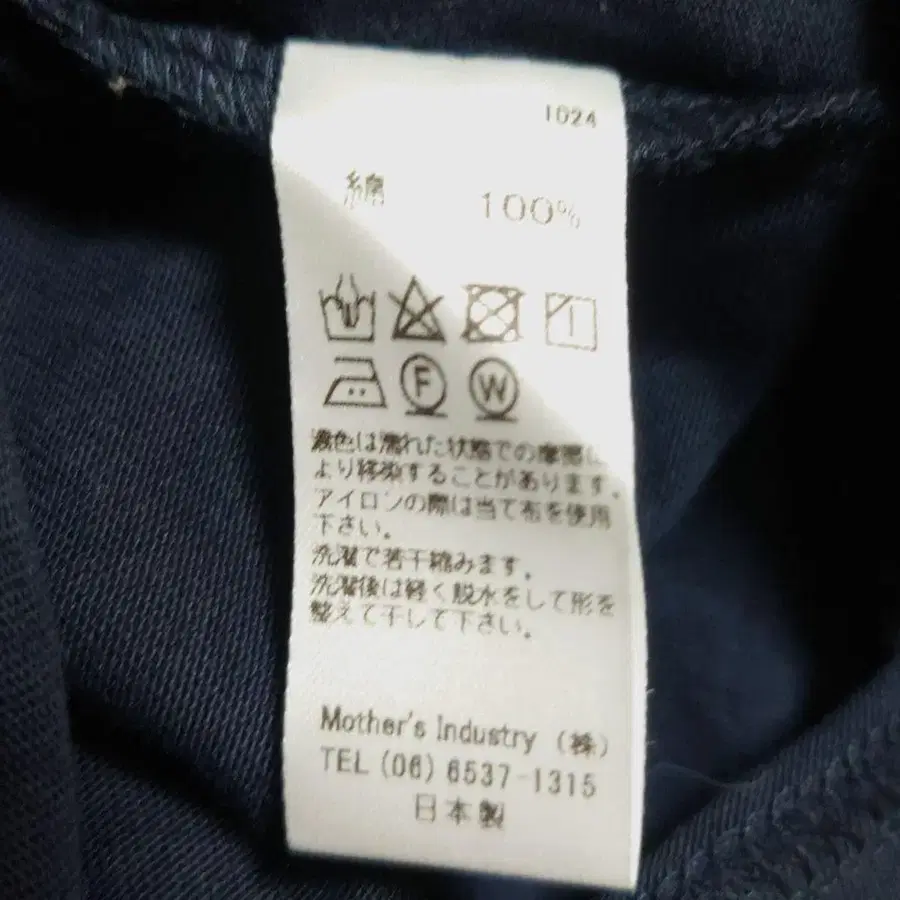 1024
綿 100%
F W
濃色は濡れた状態での摩擦に
より移染することがあります。
アイロンの際は当て布を使用
下さい。
洗濯で若干縮みます。
洗濯後は軽く脱水をして形を
整えて干して下さい。
Mother's Industry (株)
TEL (06) 6537-1315
日本製